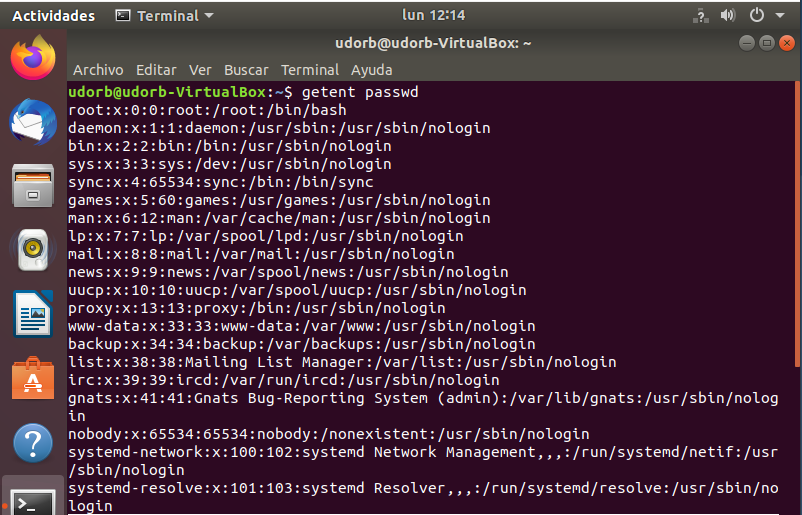 Actividades Terminal lun 12:14
udorb@udorb-VirtualBox: ~
Archivo Editar Ver Buscar Terminal Ayuda
udorb@udorb-VirtualBox:~$ getent passwd
root:x:0:0:root:/root:/bin/bash
daemon:x:1:1:daemon:/usr/sbin:/usr/sbin/nologin
bin:x:2:2:bin:/bin:/usr/sbin/nologin
sys:x:3:3:sys:/dev:/usr/sbin/nologin
sync:x:4:65534:sync:/bin:/bin/sync
games:x:5:60:games:/usr/games:/usr/sbin/nologin
man:x:6:12:man:/var/cache/man:/usr/sbin/nologin
lp:x:7:7:lp:/var/spool/lpd:/usr/sbin/nologin
mail:x:8:8:mail:/var/mail:/usr/sbin/nologin
news:x:9:9:news:/var/spool/news:/usr/sbin/nologin
uucp:x:10:10:uucp:/var/spool/uucp:/usr/sbin/nologin
proxy:x:13:13:proxy:/bin:/usr/sbin/nologin
www-data:x:33:33:www-data:/var/www:/usr/sbin/nologin
backup:x:34:34:backup:/var/backups:/usr/sbin/nologin
list:x:38:38:Mailing List Manager:/var/list:/usr/sbin/nologin
irc:x:39:39:ircd:/var/run/ircd:/usr/sbin/nologin
gnats:x:41:41:Gnats Bug-Reporting System (admin):/var/lib/gnats:/usr/sbin/nolog
in
nobody:x:65534:65534:nobody:/nonexistent:/usr/sbin/nologin
systemd-network:x:100:102:systemd Network Management,,,:/run/systemd/netif:/usr
/sbin/nologin
systemd-resolve:x:101:103:systemd Resolver,,,:/run/systemd/resolve:/usr/sbin/no
login